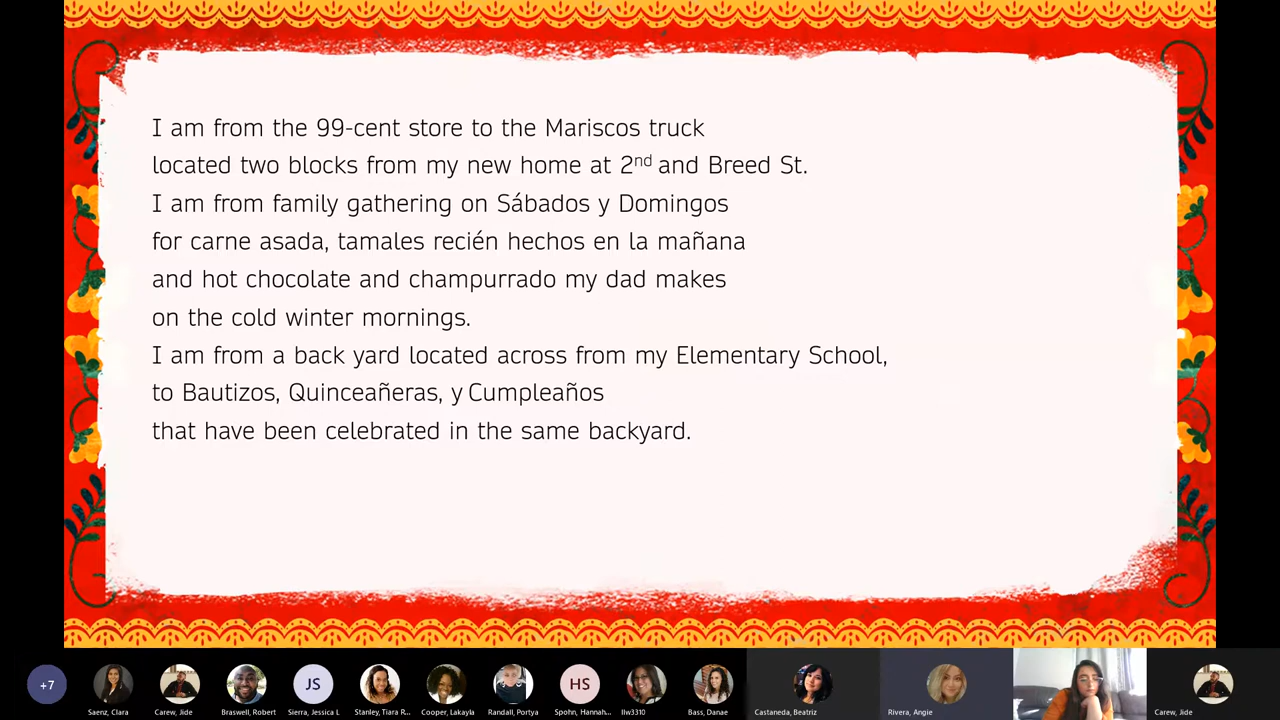 I am from the 99-cent store to the Mariscos truck
located two blocks from my new home at 2nd and Breed St.
I am from family gathering on Sábados y Domingos
for carne asada, tamales recién hechos en la mañana
and hot chocolate and champurrado my dad makes
on the cold winter mornings.
I am from a back yard located across from my Elementary School,
to Bautizos, Quinceañeras, y Cumpleaños
that have been celebrated in the same backyard.
+7
JS
HS
Saenz, Clara
Carew, Jide
Braswell, Robert
Sierra, Jessica L
Stanley, Tiara R...
Cooper, Lakayla
Randall, Portya
Spohn, Hannah...
llw3310
Bass, Danae
Castaneda, Beatriz
Rivera, Angie
Carew, Jide